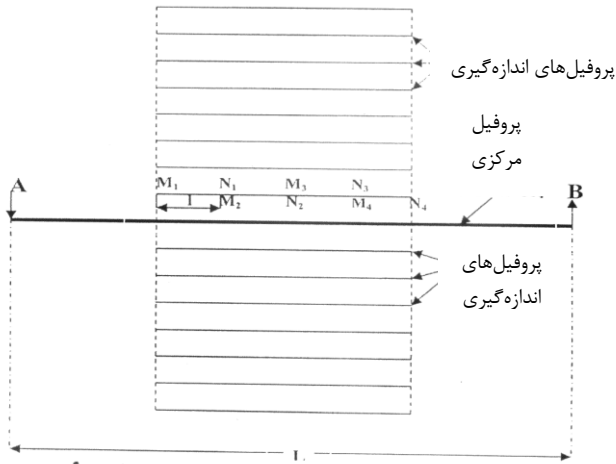 پروفیل‌های اندازه‌گیری
پروفیل
مرکزی
M₁ N₁ M₃ N₃
A B
l M₂ N₂ M₄ N₄
پروفیل‌های
اندازه‌گیری
L